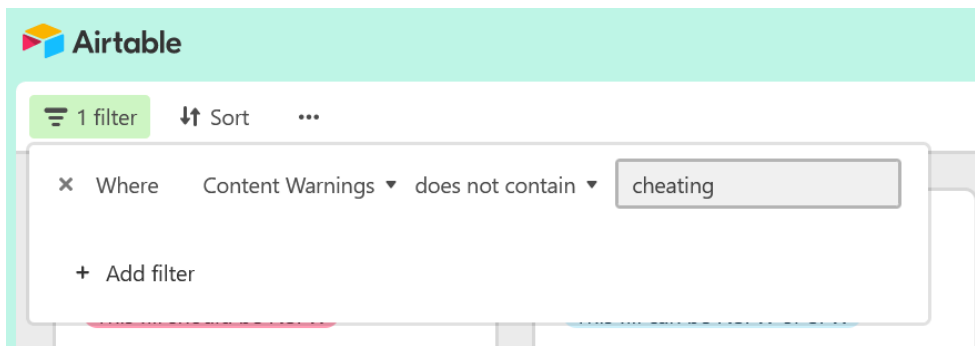 Airtable
1 filter Sort
Where Content Warnings does not contain cheating
+ Add filter